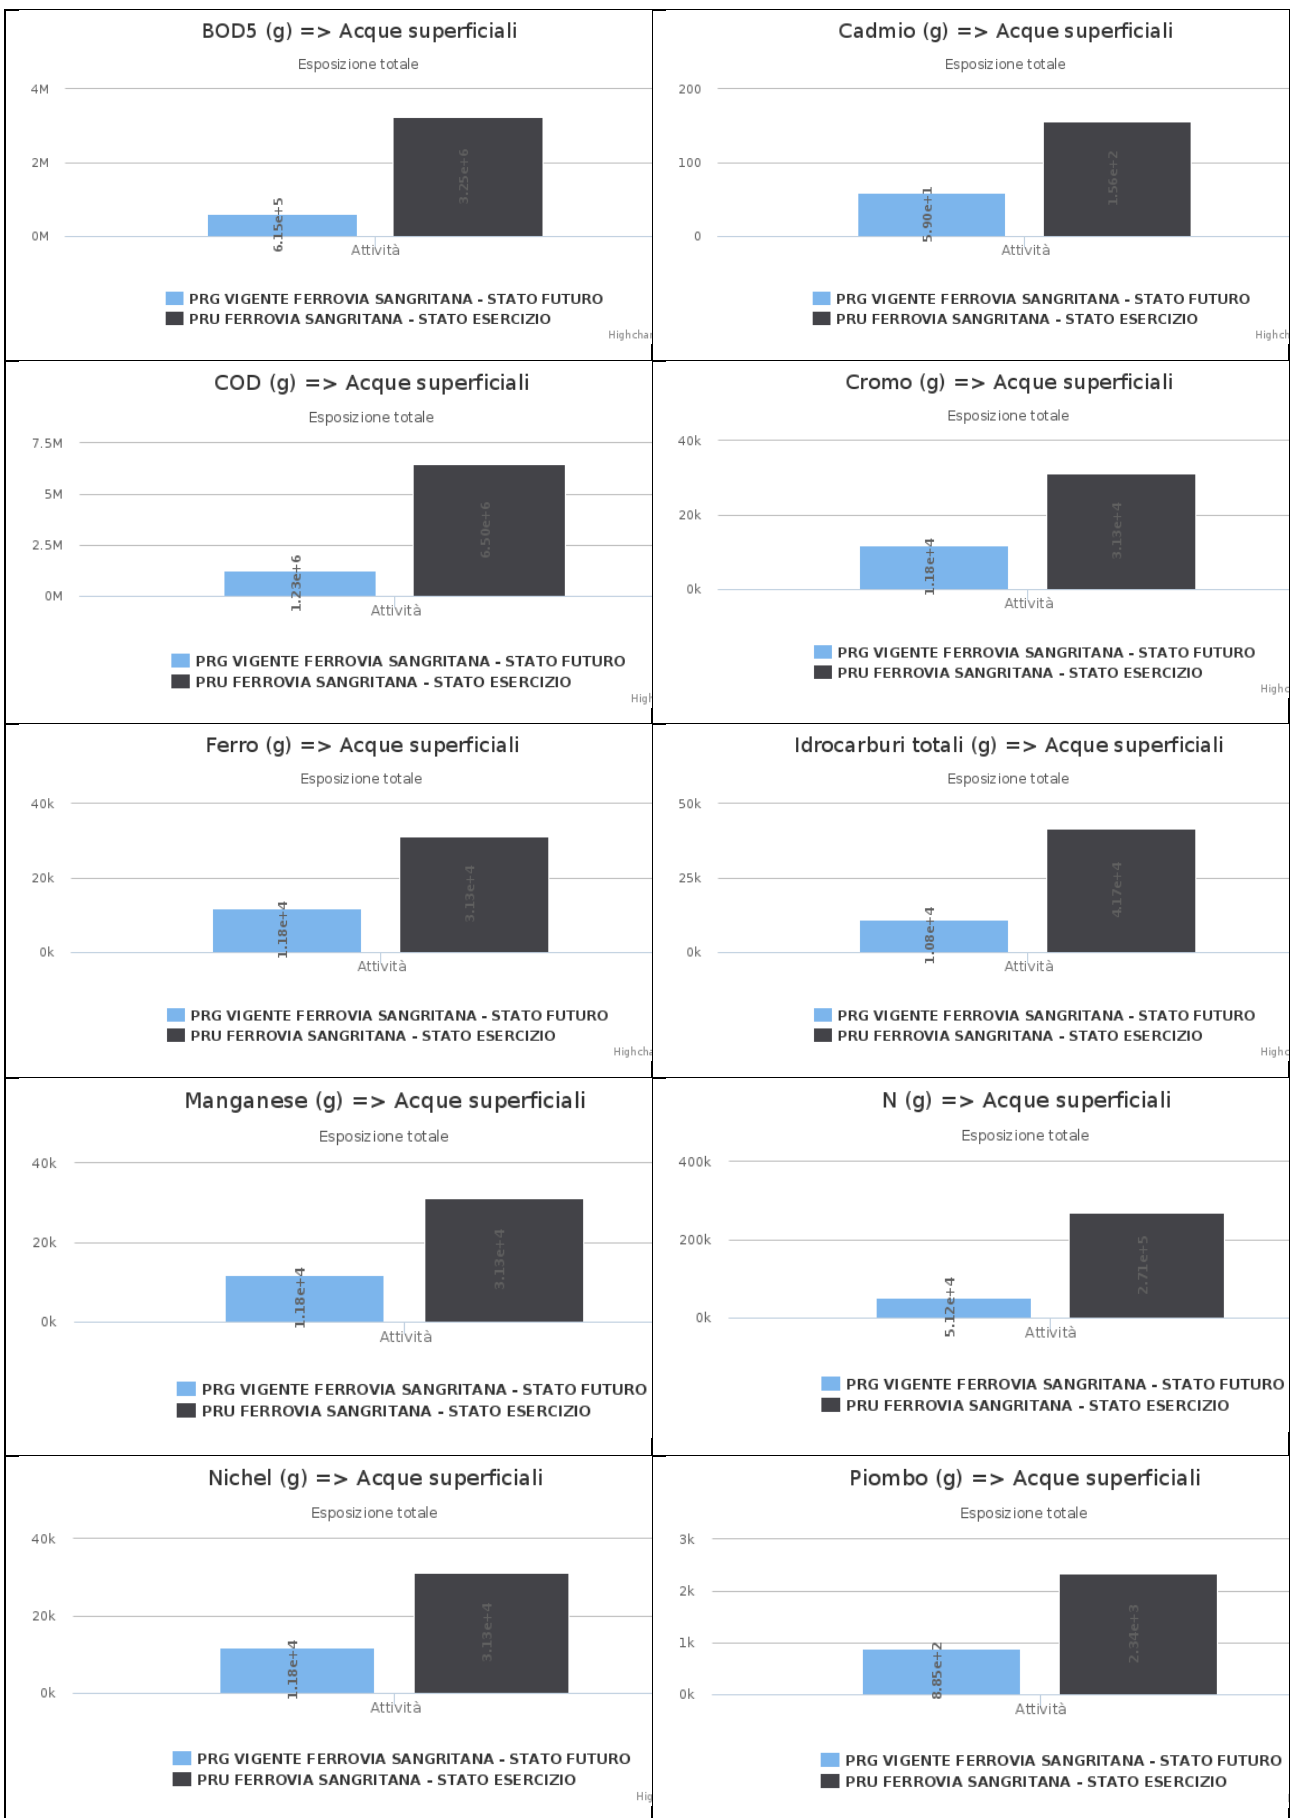 BOD5 (g) => Acque superficiali
Esposizione totale
4M
2M
0M
6.15e+5
3.25e+6
Attività
PRG VIGENTE FERROVIA SANGRITANA - STATO FUTURO
PRU FERROVIA SANGRITANA - STATO ESERCIZIO
Highchar
Cadmio (g) => Acque superficiali
Esposizione totale
200
100
0
5.90e+1
1.56e+2
Attività
PRG VIGENTE FERROVIA SANGRITANA - STATO FUTURO
PRU FERROVIA SANGRITANA - STATO ESERCIZIO
Highch
COD (g) => Acque superficiali
Esposizione totale
7.5M
5M
2.5M
0M
1.23e+6
6.50e+6
Attività
PRG VIGENTE FERROVIA SANGRITANA - STATO FUTURO
PRU FERROVIA SANGRITANA - STATO ESERCIZIO
High
Cromo (g) => Acque superficiali
Esposizione totale
40k
20k
0k
1.18e+4
3.13e+4
Attività
PRG VIGENTE FERROVIA SANGRITANA - STATO FUTURO
PRU FERROVIA SANGRITANA - STATO ESERCIZIO
Highc
Ferro (g) => Acque superficiali
Esposizione totale
40k
20k
0k
1.18e+4
3.13e+4
Attività
PRG VIGENTE FERROVIA SANGRITANA - STATO FUTURO
PRU FERROVIA SANGRITANA - STATO ESERCIZIO
Highcha
Idrocarburi totali (g) => Acque superficiali
Esposizione totale
50k
25k
0k
1.08e+4
4.17e+4
Attività
PRG VIGENTE FERROVIA SANGRITANA - STATO FUTURO
PRU FERROVIA SANGRITANA - STATO ESERCIZIO
Highc
Manganese (g) => Acque superficiali
Esposizione totale
40k
20k
0k
1.18e+4
3.13e+4
Attività
PRG VIGENTE FERROVIA SANGRITANA - STATO FUTURO
PRU FERROVIA SANGRITANA - STATO ESERCIZIO
N (g) => Acque superficiali
Esposizione totale
400k
200k
0k
5.12e+4
2.71e+5
Attività
PRG VIGENTE FERROVIA SANGRITANA - STATO FUTURO
PRU FERROVIA SANGRITANA - STATO ESERCIZIO
Nichel (g) => Acque superficiali
Esposizione totale
40k
20k
0k
1.18e+4
3.13e+4
Attività
PRG VIGENTE FERROVIA SANGRITANA - STATO FUTURO
PRU FERROVIA SANGRITANA - STATO ESERCIZIO
Hig
Piombo (g) => Acque superficiali
Esposizione totale
3k
2k
1k
0k
8.85e+2
2.34e+3
Attività
PRG VIGENTE FERROVIA SANGRITANA - STATO FUTURO
PRU FERROVIA SANGRITANA - STATO ESERCIZIO